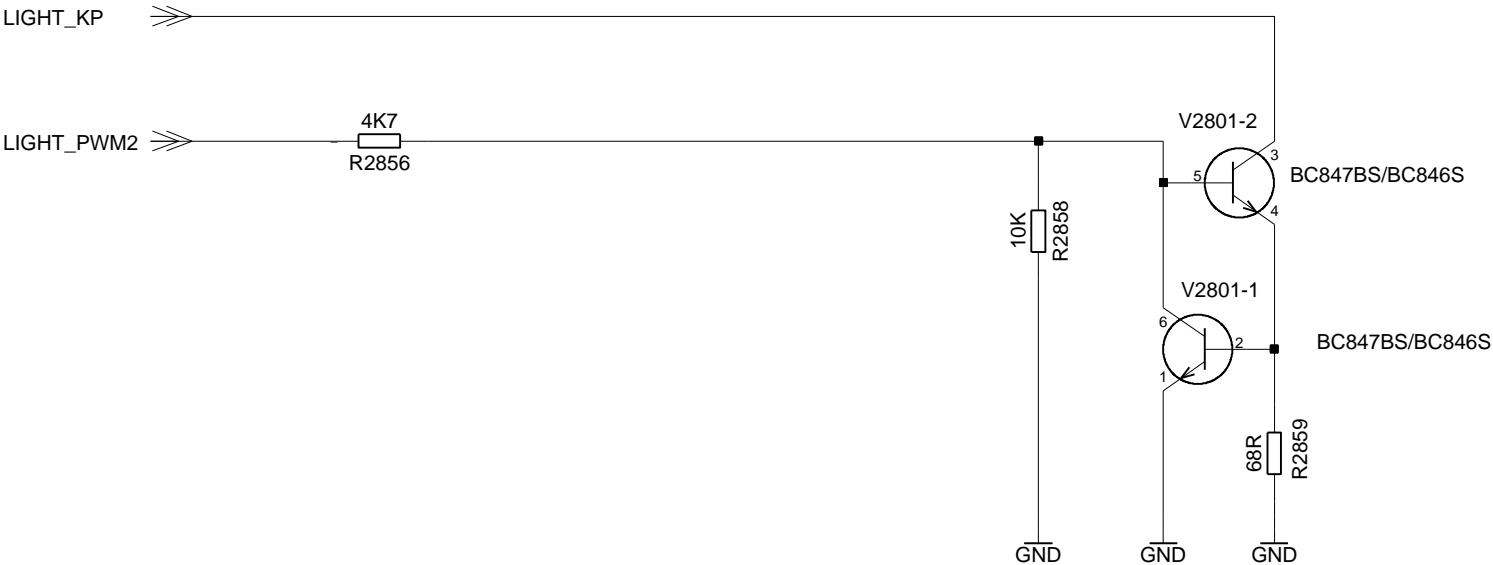 LIGHT_KP
LIGHT_PWM2
4K7
R2856
V2801-2
3
5
BC847BS/BC846S
4
10K
R2858
V2801-1
6
2
BC847BS/BC846S
1
68R
R2859
GND
GND
GND